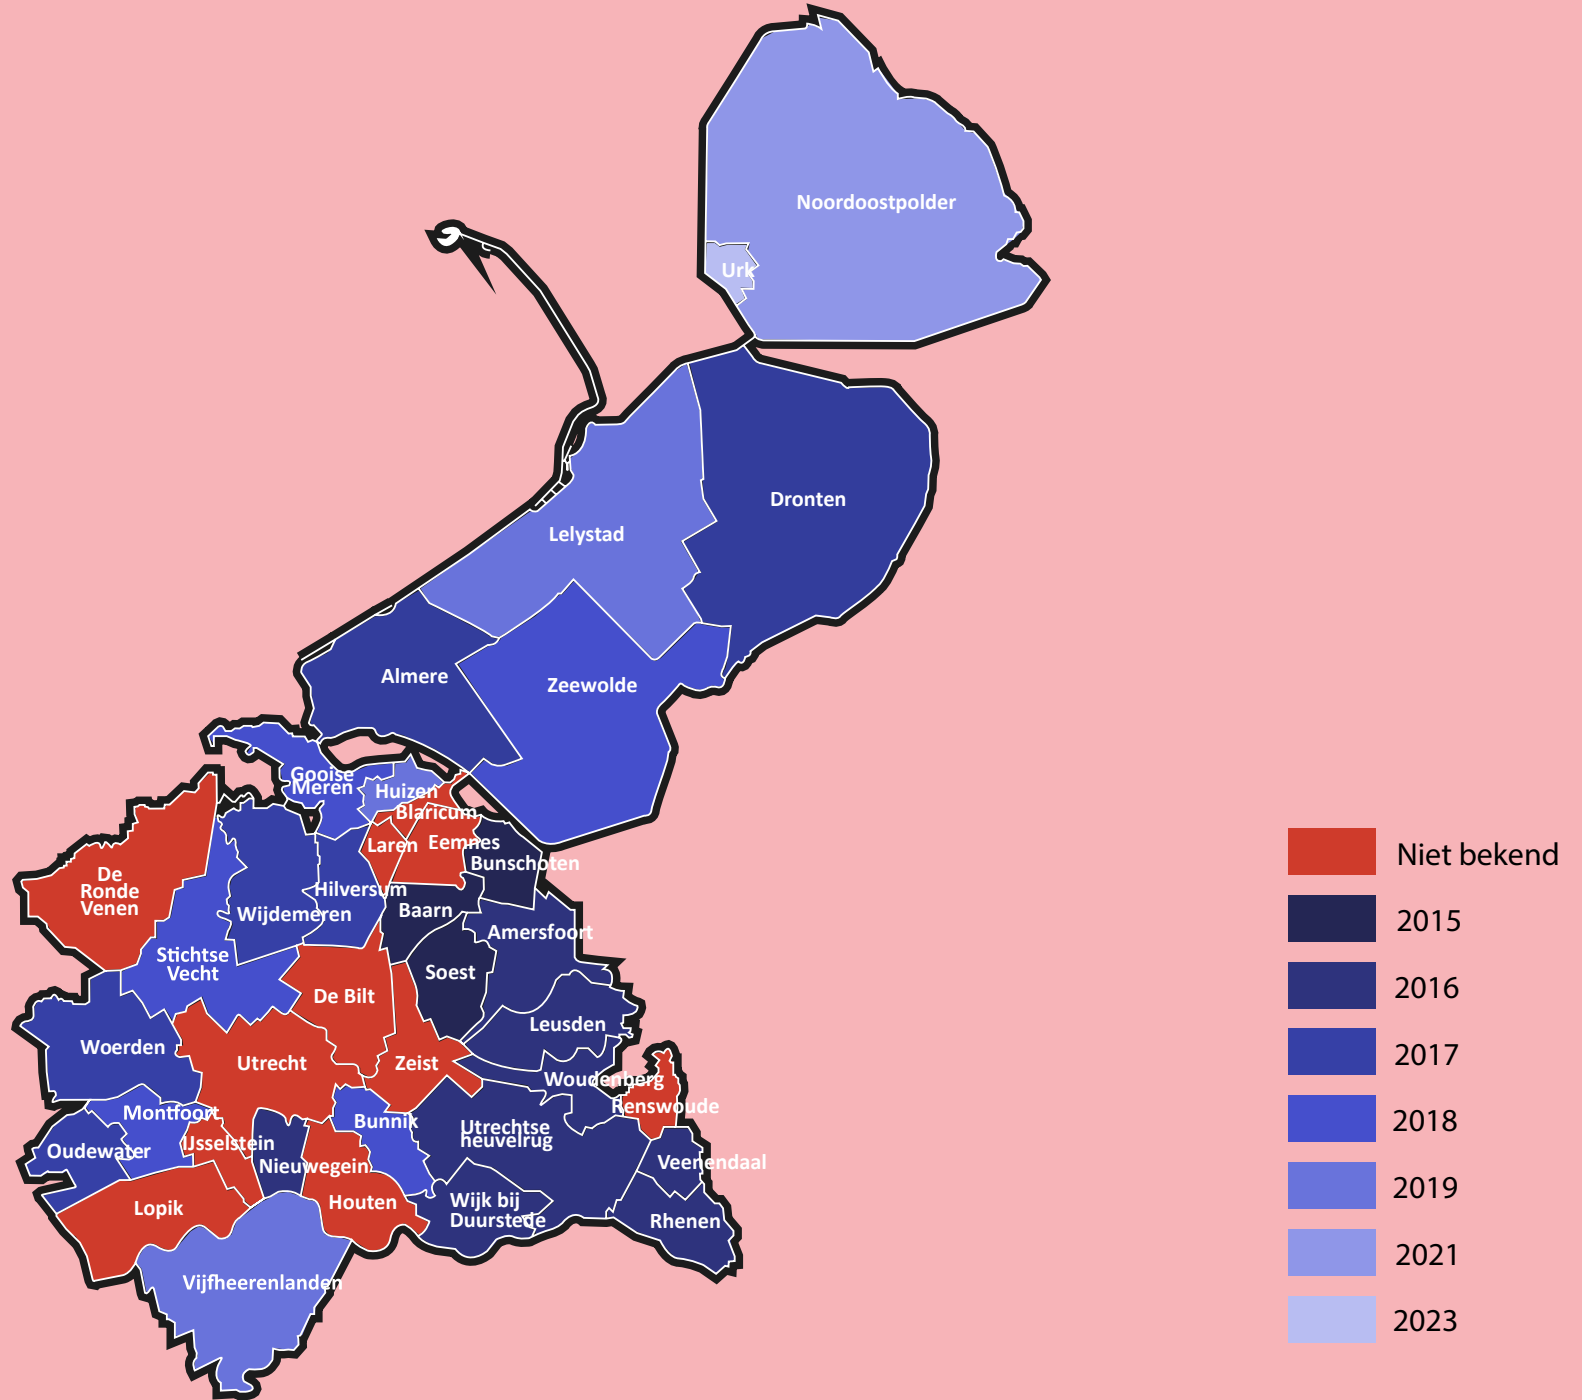 Noordoostpolder
Urk
Dronten
Lelystad
Almere
Zeewolde
Gooise
Meren
Huizen
Blaricum
Laren
Eemnes
Bunschoten
De
Ronde
Venen
Hilversum
Wijdemeren
Baarn
Amersfoort
Stichtse
Vecht
Soest
De Bilt
Leusden
Woerden
Utrecht
Zeist
Woudenberg
Renswoude
Montfoort
Bunnik
Utrechtse
heuvelrug
IJsselstein
Oudewater
Nieuwegein
Veenendaal
Lopik
Houten
Wijk bij
Duurstede
Rhenen
Vijfheerenlanden
Niet bekend
2015
2016
2017
2018
2019
2021
2023